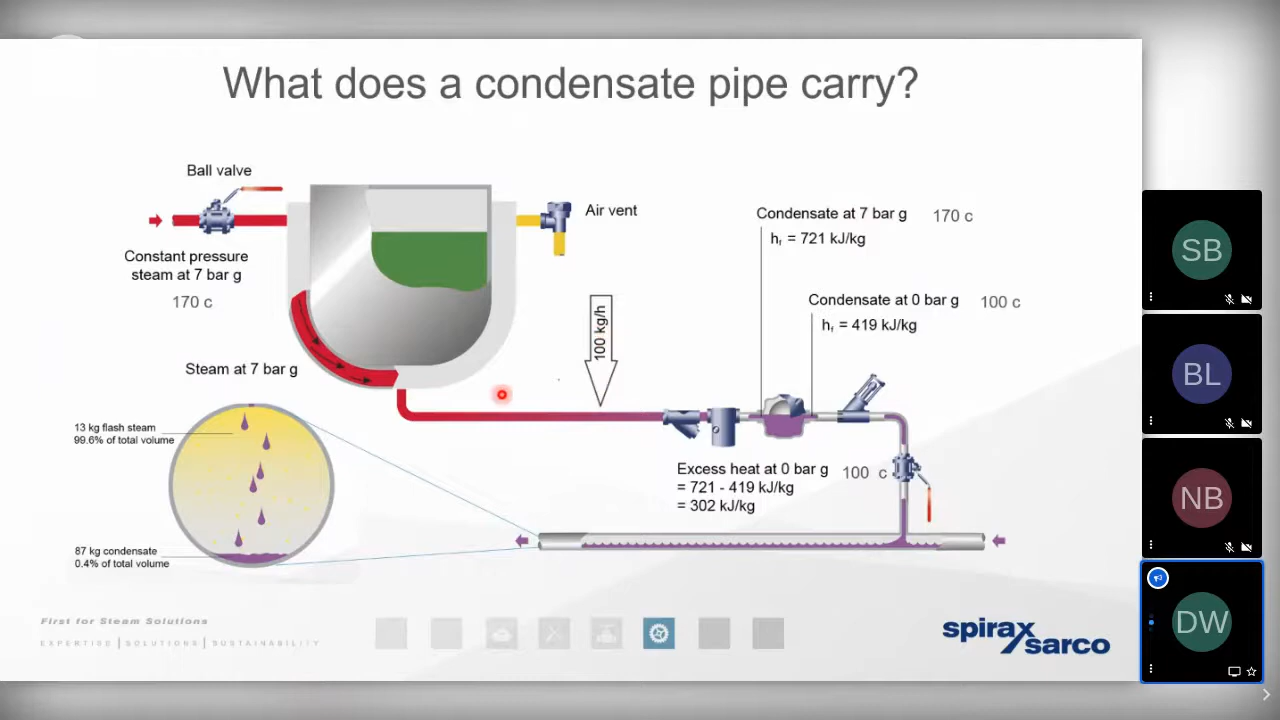 What does a condensate pipe carry?
Ball valve
Air vent
Constant pressure
steam at 7 bar g
170 c
Steam at 7 bar g
100 kg/h
Condensate at 7 bar g 170 c
hf = 721 kJ/kg
Condensate at 0 bar g 100 c
hf = 419 kJ/kg
13 kg flash steam
99.6% of total volume
Excess heat at 0 bar g 100 c
= 721 - 419 kJ/kg
= 302 kJ/kg
87 kg condensate
0.4% of total volume
First for Steam Solutions
EXPERTISE | SOLUTIONS | SUSTAINABILITY
spirax
sarco
SB
BL
NB
DW